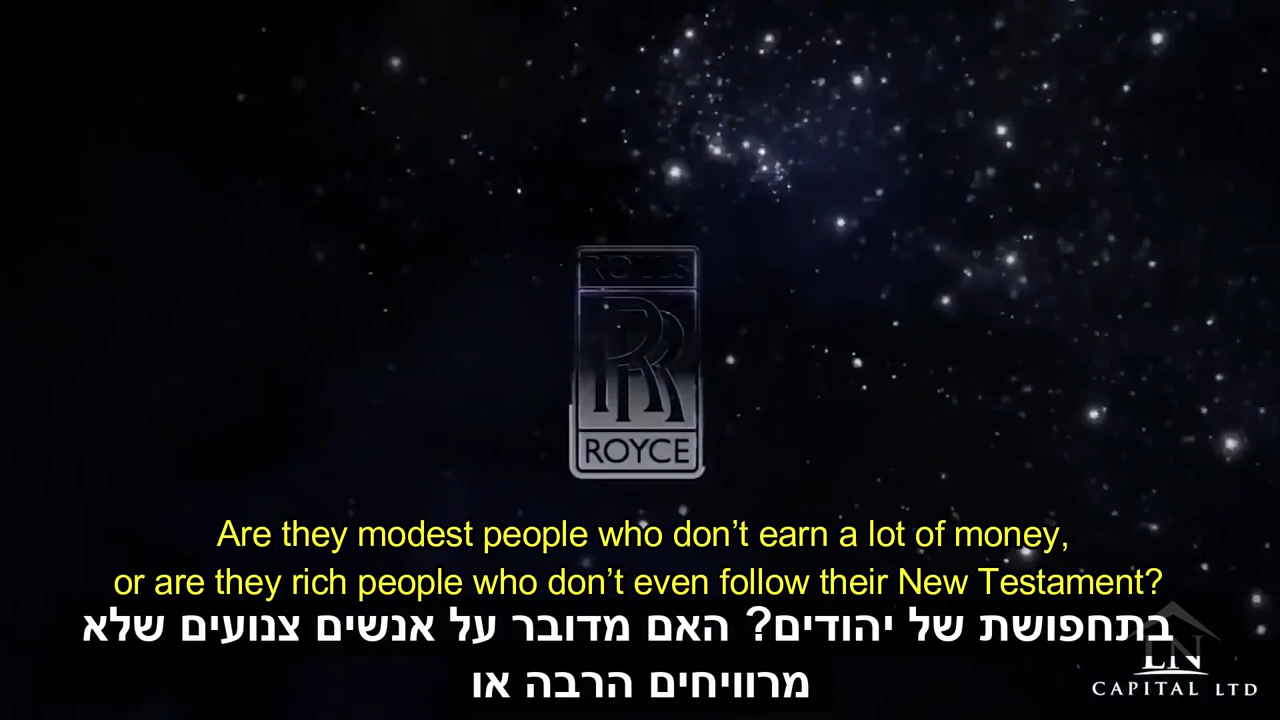 ROLLS
RR
ROYCE
Are they modest people who don’t earn a lot of money,
or are they rich people who don’t even follow their New Testament?
בתחפושת של יהודים? האם מדובר על אנשים צנועים שלא
מרוויחים הרבה או
LN
CAPITAL LTD